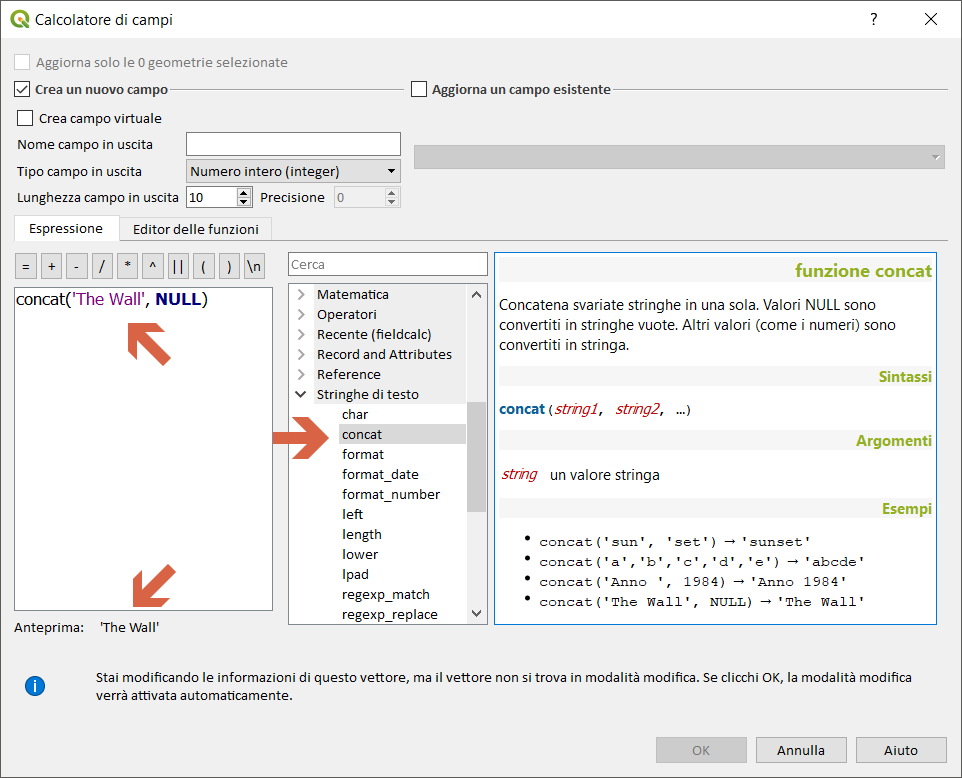 Calcolatore di campi
?
Aggiorna solo le 0 geometrie selezionate
Crea un nuovo campo
Aggiorna un campo esistente
Crea campo virtuale
Nome campo in uscita
Tipo campo in uscita
Numero intero (integer)
Lunghezza campo in uscita
10
Precisione
0
Espressione
Editor delle funzioni
= + - / * ^ || ( ) \n
concat('The Wall', NULL)
Anteprima: 'The Wall'
Cerca
Matematica
Operatori
Recente (fieldcalc)
Record and Attributes
Reference
Stringhe di testo
char
concat
format
format_date
format_number
left
length
lower
lpad
regexp_match
regexp_replace
funzione concat
Concatena svariate stringhe in una sola. Valori NULL sono
convertiti in stringhe vuote. Altri valori (come i numeri) sono
convertiti in stringa.
Sintassi
concat(string1, string2, …)
Argomenti
string un valore stringa
Esempi
• concat('sun', 'set') → 'sunset'
• concat('a','b','c','d','e') → 'abcde'
• concat('Anno ', 1984) → 'Anno 1984'
• concat('The Wall', NULL) → 'The Wall'
Stai modificando le informazioni di questo vettore, ma il vettore non si trova in modalità modifica. Se clicchi OK, la modalità modifica
verrà attivata automaticamente.
OK
Annulla
Aiuto